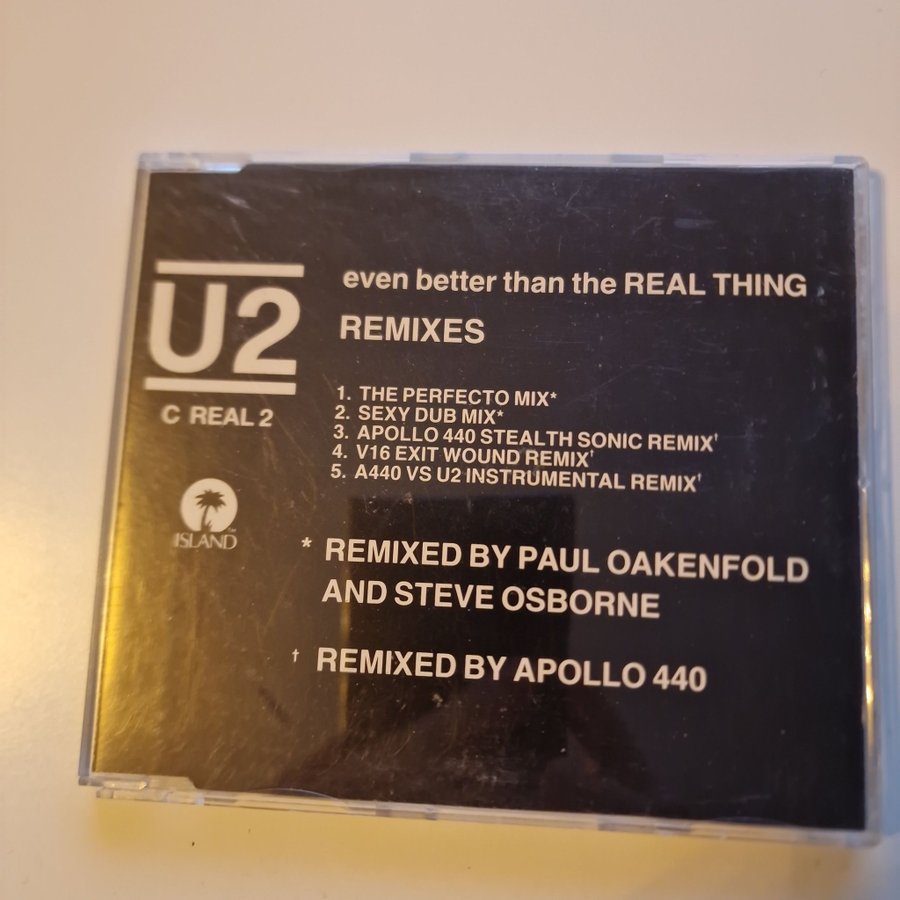 U2
C REAL 2
ISLAND
even better than the REAL THING
REMIXES
1. THE PERFECTO MIX*
2. SEXY DUB MIX*
3. APOLLO 440 STEALTH SONIC REMIX†
4. V16 EXIT WOUND REMIX†
5. A440 VS U2 INSTRUMENTAL REMIX†
* REMIXED BY PAUL OAKENFOLD
AND STEVE OSBORNE
† REMIXED BY APOLLO 440